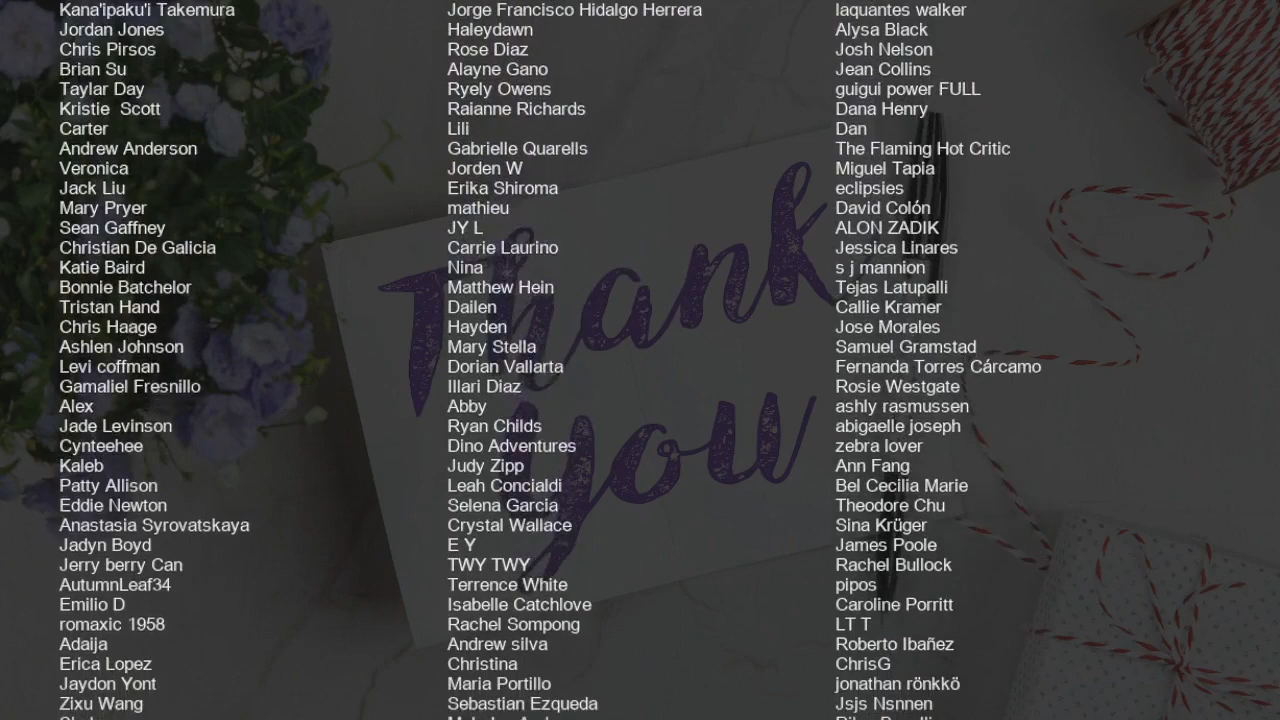 Kana'ipaku'i Takemura
Jordan Jones
Chris Pirsos
Brian Su
Taylar Day
Kristie  Scott
Carter
Andrew Anderson
Veronica
Jack Liu
Mary Pryer
Sean Gaffney
Christian De Galicia
Katie Baird
Bonnie Batchelor
Tristan Hand
Chris Haage
Ashlen Johnson
Levi coffman
Gamaliel Fresnillo
Alex
Jade Levinson
Cynteehee
Kaleb
Patty Allison
Eddie Newton
Anastasia Syrovatskaya
Jadyn Boyd
Jerry berry Can
AutumnLeaf34
Emilio D
romaxic 1958
Adaija
Erica Lopez
Jaydon Yont
Zixu Wang
Jorge Francisco Hidalgo Herrera
Haleydawn
Rose Diaz
Alayne Gano
Ryely Owens
Raianne Richards
Lili
Gabrielle Quarells
Jorden W
Erika Shiroma
mathieu
JY L
Carrie Laurino
Nina
Matthew Hein
Dailen
Hayden
Mary Stella
Dorian Vallarta
Illari Diaz
Abby
Ryan Childs
Dino Adventures
Judy Zipp
Leah Concialdi
Selena Garcia
Crystal Wallace
E Y
TWY TWY
Terrence White
Isabelle Catchlove
Rachel Sompong
Andrew silva
Christina
Maria Portillo
Sebastian Ezqueda
laquantes walker
Alysa Black
Josh Nelson
Jean Collins
guigui power FULL
Dana Henry
Dan
The Flaming Hot Critic
Miguel Tapia
eclipsies
David Colón
ALON ZADIK
Jessica Linares
s j mannion
Tejas Latupalli
Callie Kramer
Jose Morales
Samuel Gramstad
Fernanda Torres Cárcamo
Rosie Westgate
ashly rasmussen
abigaelle joseph
zebra lover
Ann Fang
Bel Cecilia Marie
Theodore Chu
Sina Krüger
James Poole
Rachel Bullock
pipos
Caroline Porritt
LT T
Roberto Ibañez
ChrisG
jonathan rönkkö
Jsjs Nsnnen
Thank
you